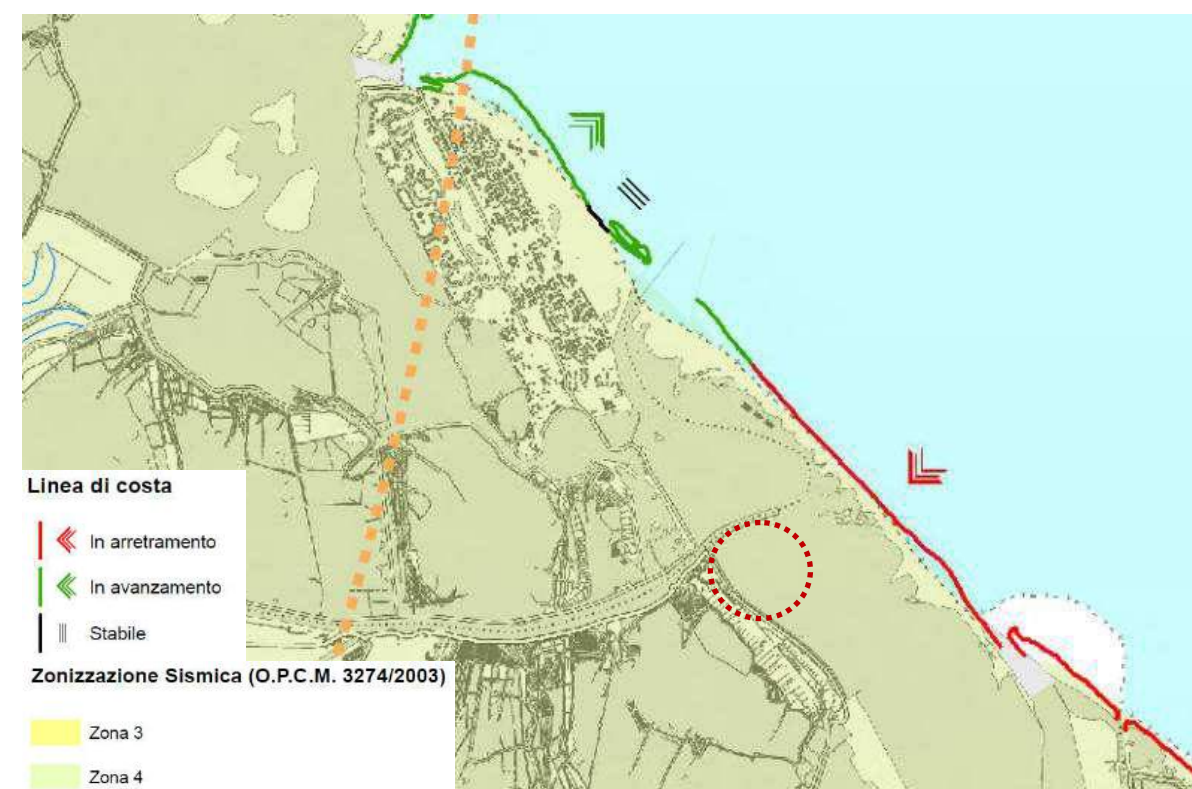 Linea di costa
In arretramento
In avanzamento
Stabile
Zonizzazione Sismica (O.P.C.M. 3274/2003)
Zona 3
Zona 4